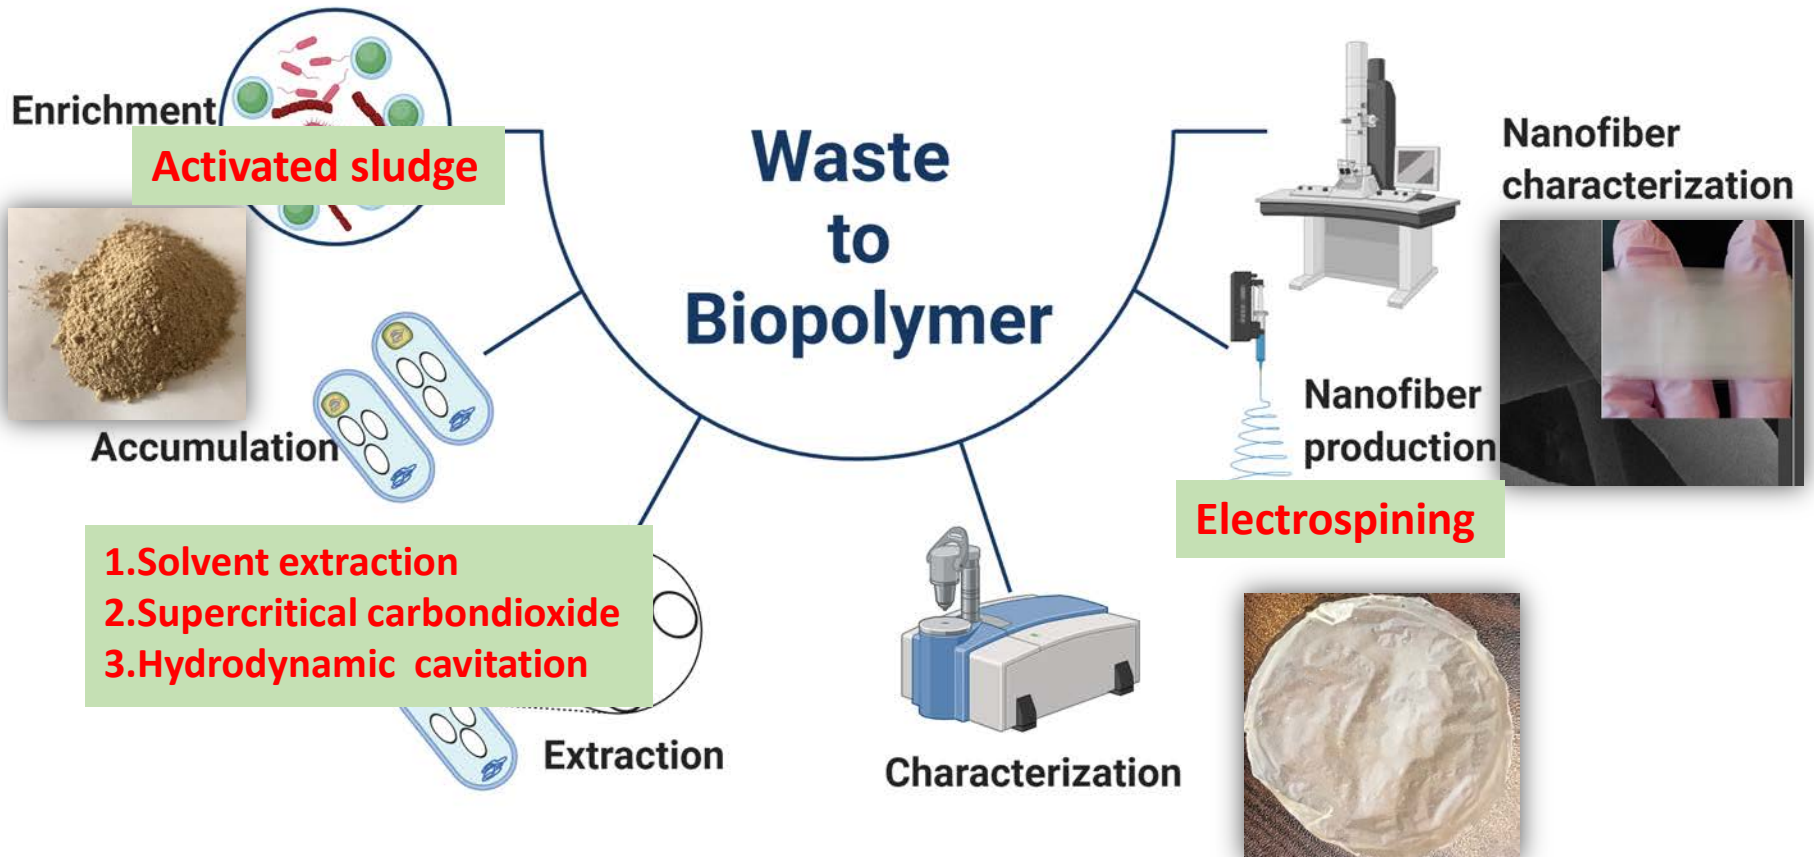 Waste
to
Biopolymer
Enrichment
Activated sludge
Accumulation
1.Solvent extraction
2.Supercritical carbondioxide
3.Hydrodynamic  cavitation
Extraction
Characterization
Nanofiber
production
Electrospining
Nanofiber
characterization